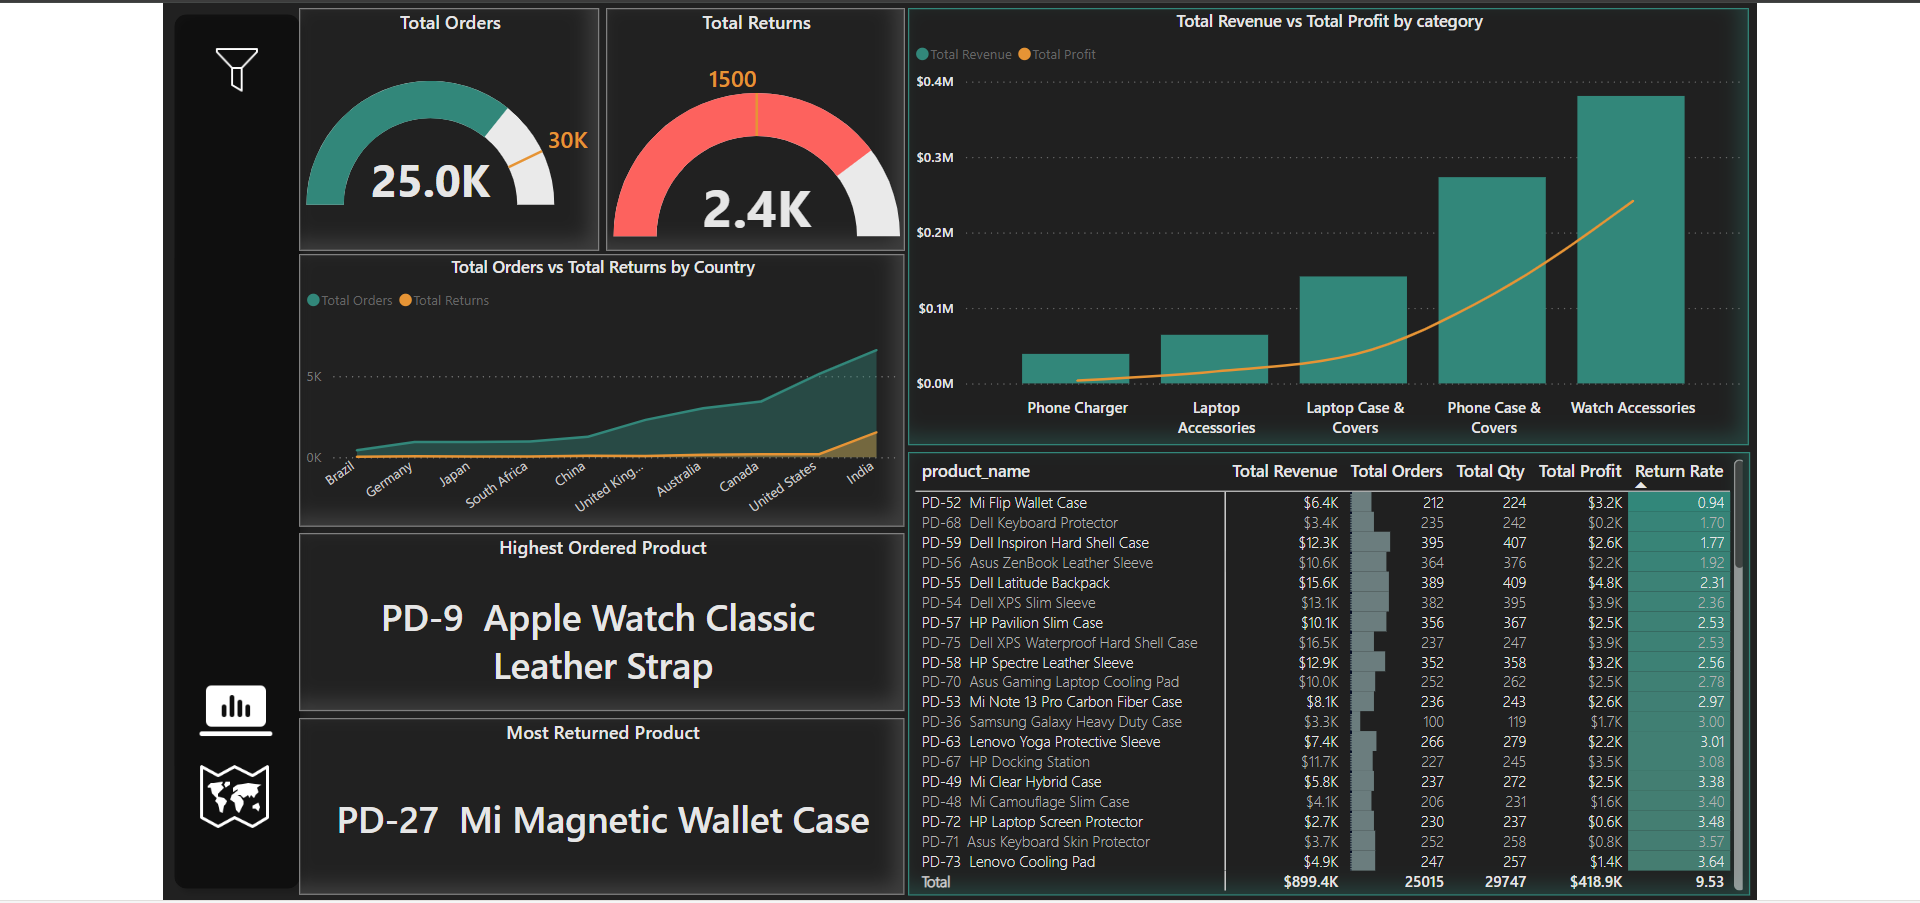 Total Orders
30K
25.0K
Total Returns
1500
2.4K
Total Revenue vs Total Profit by category
Total Revenue Total Profit
$0.4M
$0.3M
$0.2M
$0.1M
$0.0M
Phone Charger
Laptop
Accessories
Laptop Case &
Covers
Phone Case &
Covers
Watch Accessories
Total Orders vs Total Returns by Country
Total Orders Total Returns
5K
0K
Brazil
Germany
Japan
South Africa
China
United King...
Australia
Canada
United States
India
Highest Ordered Product
PD-9 Apple Watch Classic
Leather Strap
Most Returned Product
PD-27 Mi Magnetic Wallet Case
product_name Total Revenue Total Orders Total Qty Total Profit Return Rate
PD-52 Mi Flip Wallet Case $6.4K 212 224 $3.2K 0.94
PD-68 Dell Keyboard Protector $3.4K 235 242 $0.2K 1.70
PD-59 Dell Inspiron Hard Shell Case $12.3K 395 407 $2.6K 1.77
PD-56 Asus ZenBook Leather Sleeve $10.6K 364 376 $2.2K 1.92
PD-55 Dell Latitude Backpack $15.6K 389 409 $4.8K 2.31
PD-54 Dell XPS Slim Sleeve $13.1K 382 395 $3.9K 2.36
PD-57 HP Pavilion Slim Case $10.1K 356 367 $2.5K 2.53
PD-75 Dell XPS Waterproof Hard Shell Case $16.5K 237 247 $3.9K 2.53
PD-58 HP Spectre Leather Sleeve $12.9K 352 358 $3.2K 2.56
PD-70 Asus Gaming Laptop Cooling Pad $10.0K 252 262 $2.5K 2.78
PD-53 Mi Note 13 Pro Carbon Fiber Case $8.1K 236 243 $2.6K 2.97
PD-36 Samsung Galaxy Heavy Duty Case $3.3K 100 119 $1.7K 3.00
PD-63 Lenovo Yoga Protective Sleeve $7.4K 266 279 $2.2K 3.01
PD-67 HP Docking Station $11.7K 227 245 $3.5K 3.08
PD-49 Mi Clear Hybrid Case $5.8K 237 272 $2.5K 3.38
PD-48 Mi Camouflage Slim Case $4.1K 206 231 $1.6K 3.40
PD-72 HP Laptop Screen Protector $2.7K 230 237 $0.6K 3.48
PD-71 Asus Keyboard Skin Protector $3.7K 252 258 $0.8K 3.57
PD-73 Lenovo Cooling Pad $4.9K 247 257 $1.4K 3.64
Total $899.4K 25015 29747 $418.9K 9.53